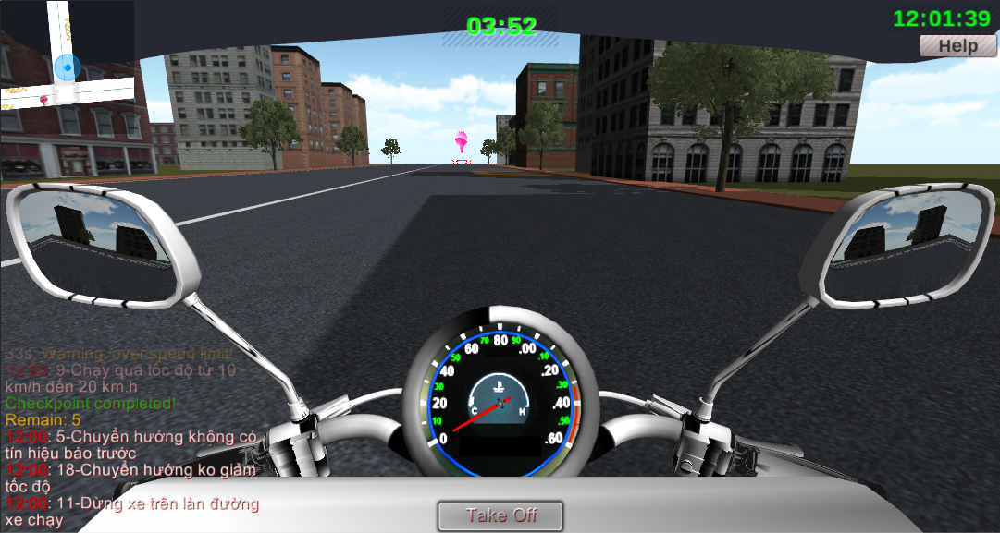 03:52
12:01:39
Help
33s, Warning, over speed limit!
12:00: 9-Chạy quá tốc độ từ 10
km/h đến 20 km.h
Checkpoint completed!
Remain: 5
12:00: 5-Chuyển hướng không có
tín hiệu báo trước
12:00: 18-Chuyển hướng ko giảm
tốc độ
12:00: 11-Dừng xe trên làn đường
xe chạy
0
20
30
40
50
60
70
80
90
.00
.10
.20
.30
.40
.50
.60
C
H
Take Off